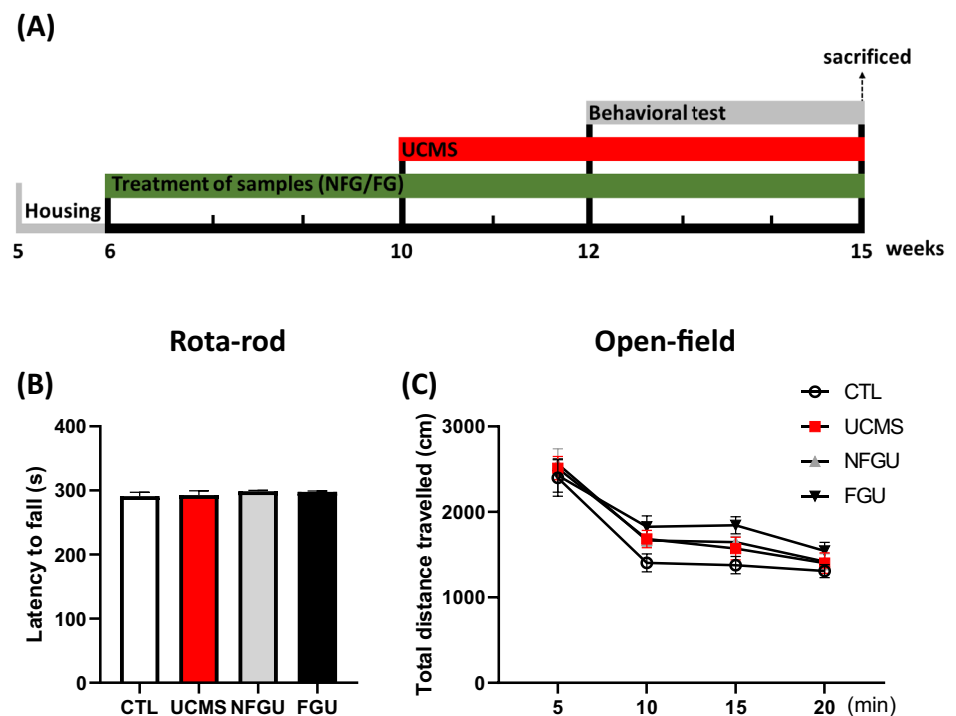 (A)
sacrificed
Behavioral test
UCMS
Treatment of samples (NFG/FG)
Housing
5 6 10 12 15 weeks
Rota-rod
(B)
Latency to fall (s)
400
300
200
100
0
CTL UCMS NFGU FGU
Open-field
(C)
Total distance travelled (cm)
3000
2000
1000
0
5 10 15 20 (min)
CTL
UCMS
NFGU
FGU